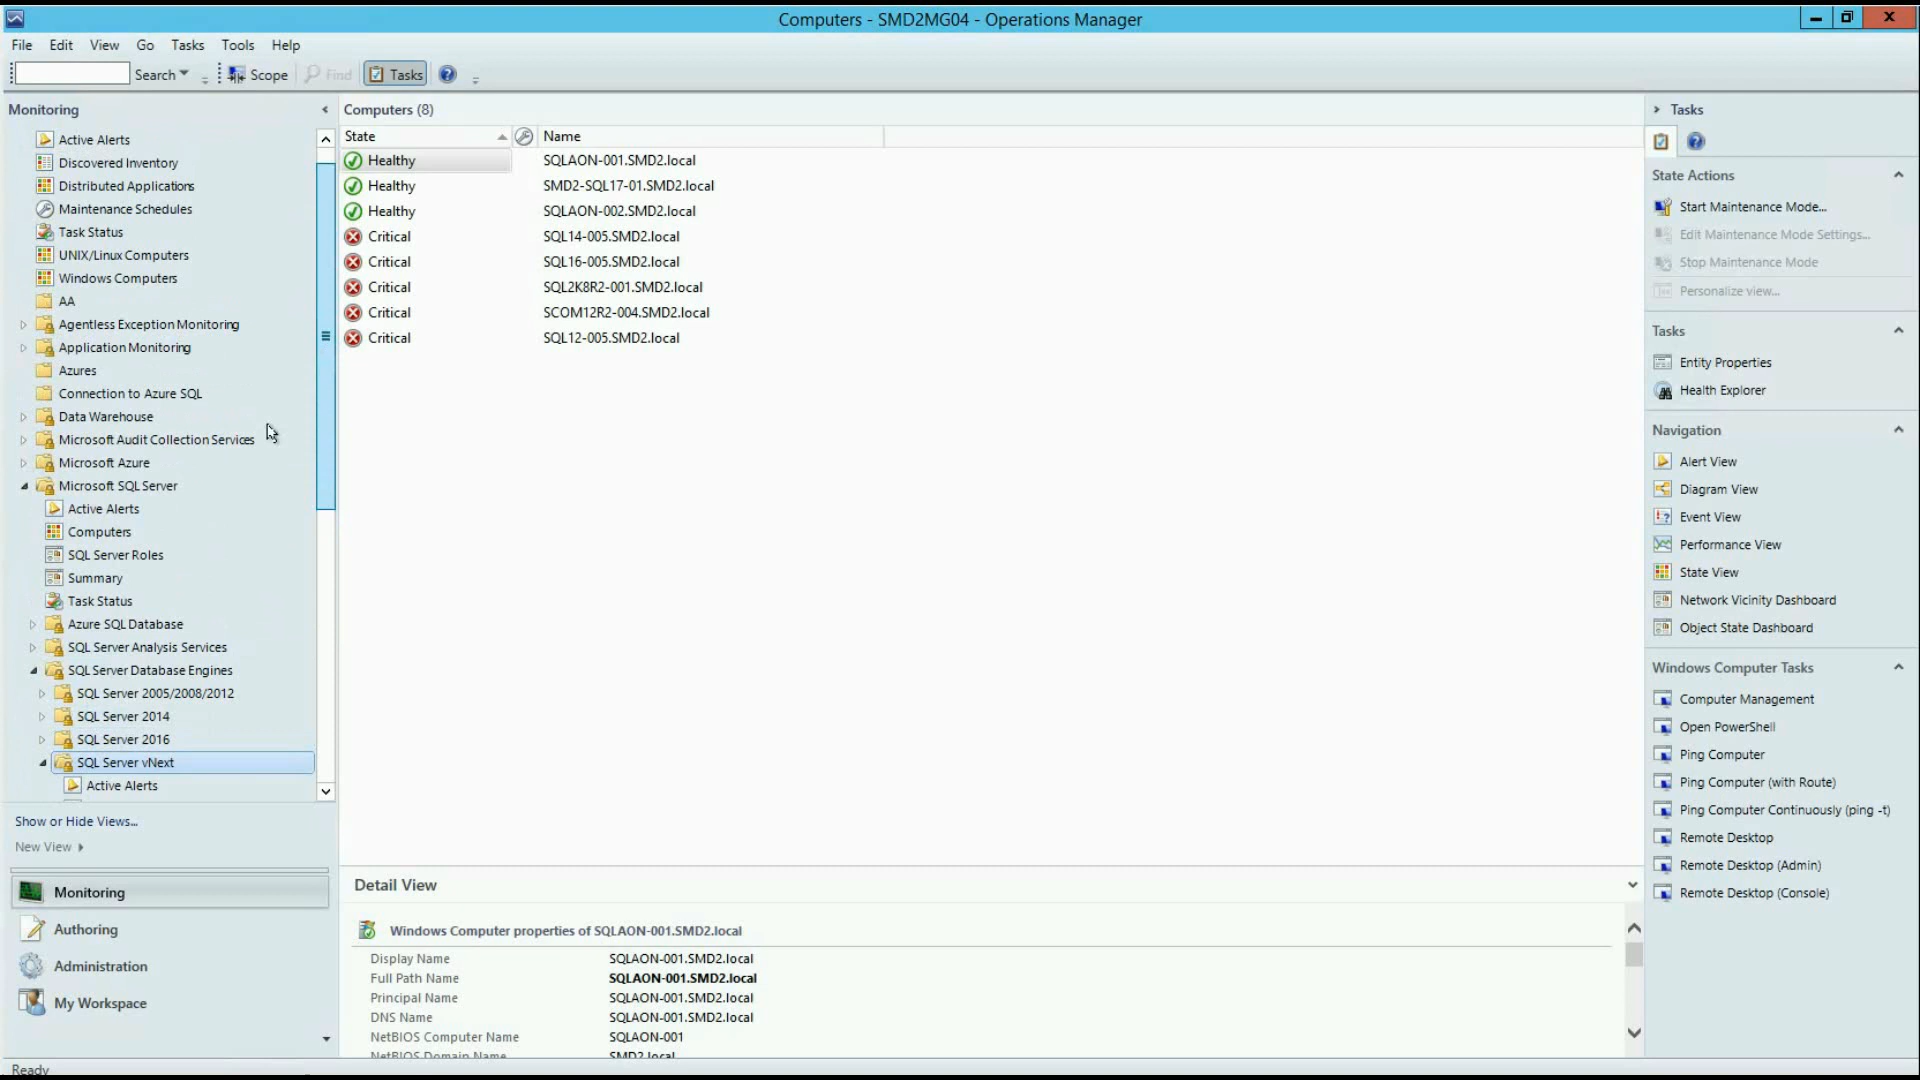 Computers - SMD2MG04 - Operations Manager
File Edit View Go Tasks Tools Help
Search Scope Find Tasks
Monitoring
Active Alerts
Discovered Inventory
Distributed Applications
Maintenance Schedules
Task Status
UNIX/Linux Computers
Windows Computers
AA
Agentless Exception Monitoring
Application Monitoring
Azures
Connection to Azure SQL
Data Warehouse
Microsoft Audit Collection Services
Microsoft Azure
Microsoft SQL Server
Active Alerts
Computers
SQL Server Roles
Summary
Task Status
Azure SQL Database
SQL Server Analysis Services
SQL Server Database Engines
SQL Server 2005/2008/2012
SQL Server 2014
SQL Server 2016
SQL Server vNext
Active Alerts
Show or Hide Views...
New View
Monitoring
Authoring
Administration
My Workspace
Computers (8)
State Name
Healthy SQLAON-001.SMD2.local
Healthy SMD2-SQL17-01.SMD2.local
Healthy SQLAON-002.SMD2.local
Critical SQL14-005.SMD2.local
Critical SQL16-005.SMD2.local
Critical SQL2K8R2-001.SMD2.local
Critical SCOM12R2-004.SMD2.local
Critical SQL12-005.SMD2.local
Detail View
Windows Computer properties of SQLAON-001.SMD2.local
Display Name SQLAON-001.SMD2.local
Full Path Name SQLAON-001.SMD2.local
Principal Name SQLAON-001.SMD2.local
DNS Name SQLAON-001.SMD2.local
NetBIOS Computer Name SQLAON-001
NetBIOS Domain Name SMD2.local
Tasks
State Actions
Start Maintenance Mode...
Edit Maintenance Mode Settings...
Stop Maintenance Mode
Personalize view...
Tasks
Entity Properties
Health Explorer
Navigation
Alert View
Diagram View
Event View
Performance View
State View
Network Vicinity Dashboard
Object State Dashboard
Windows Computer Tasks
Computer Management
Open PowerShell
Ping Computer
Ping Computer (with Route)
Ping Computer Continuously (ping -t)
Remote Desktop
Remote Desktop (Admin)
Remote Desktop (Console)
Ready